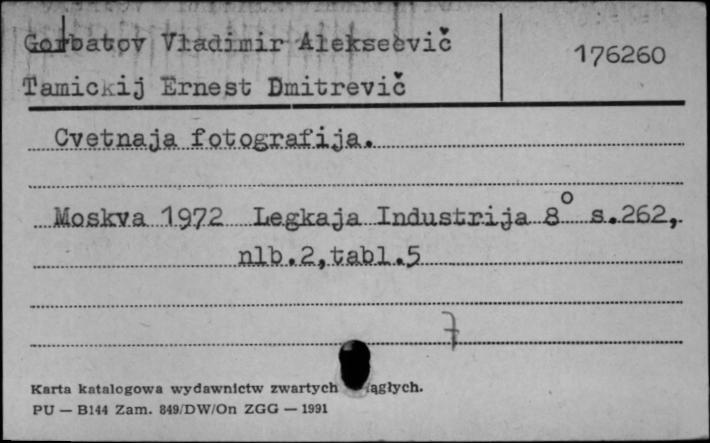 Gorbatov Vladimir Alekseevič
176260
Tamickij Ernest Dmitrevič
Cvetnaja fotografija.
Moskva 1972 Legkaja Industrija 8° s.262,
nlb.2,tabl.5
7
Karta katalogowa wydawnictw zwartych
PU — B144 Zam. 849/DW/On ZGG — 1991